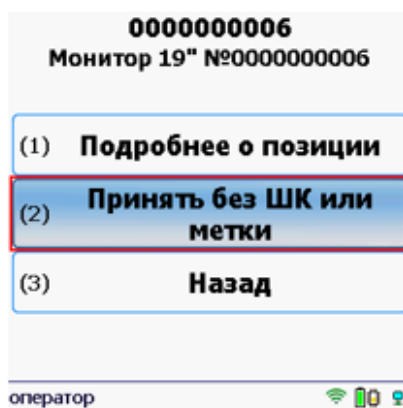 0000000006
Монитор 19" №0000000006
(1) Подробнее о позиции
(2) Принять без ШК или
метки
(3) Назад
оператор